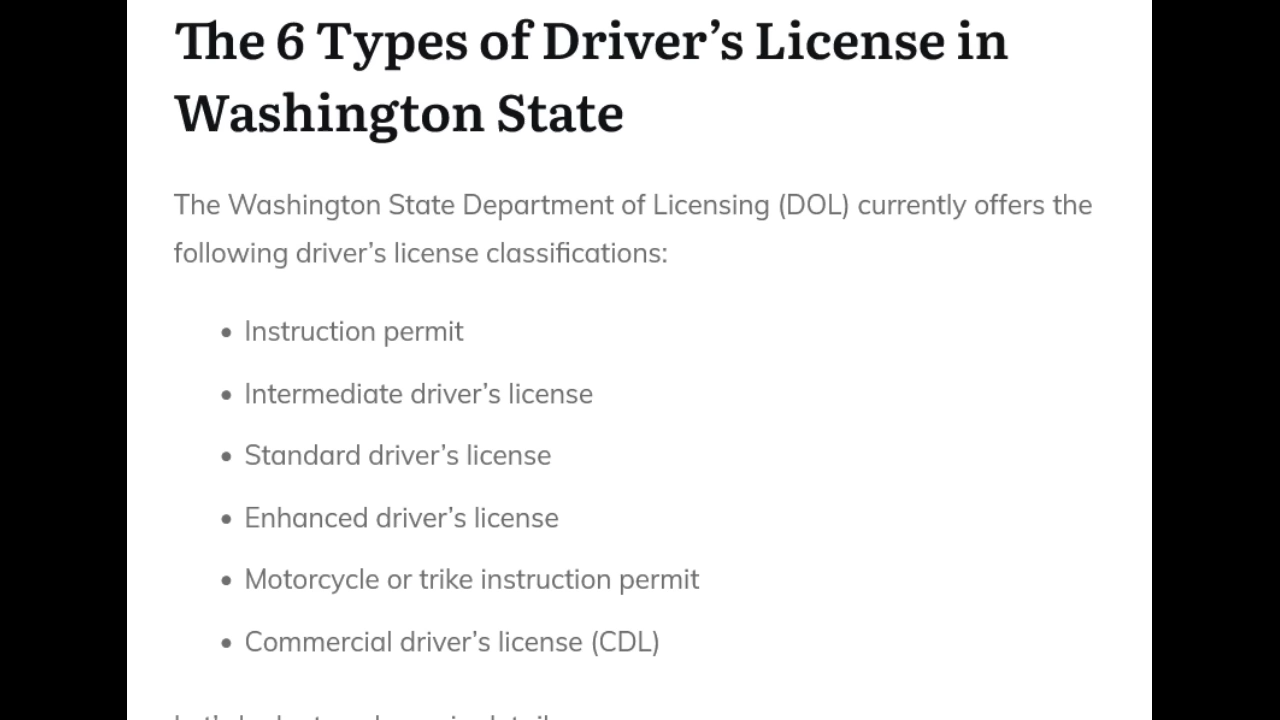 The 6 Types of Driver’s License in
Washington State
The Washington State Department of Licensing (DOL) currently offers the
following driver’s license classifications:
• Instruction permit
• Intermediate driver’s license
• Standard driver’s license
• Enhanced driver’s license
• Motorcycle or trike instruction permit
• Commercial driver’s license (CDL)